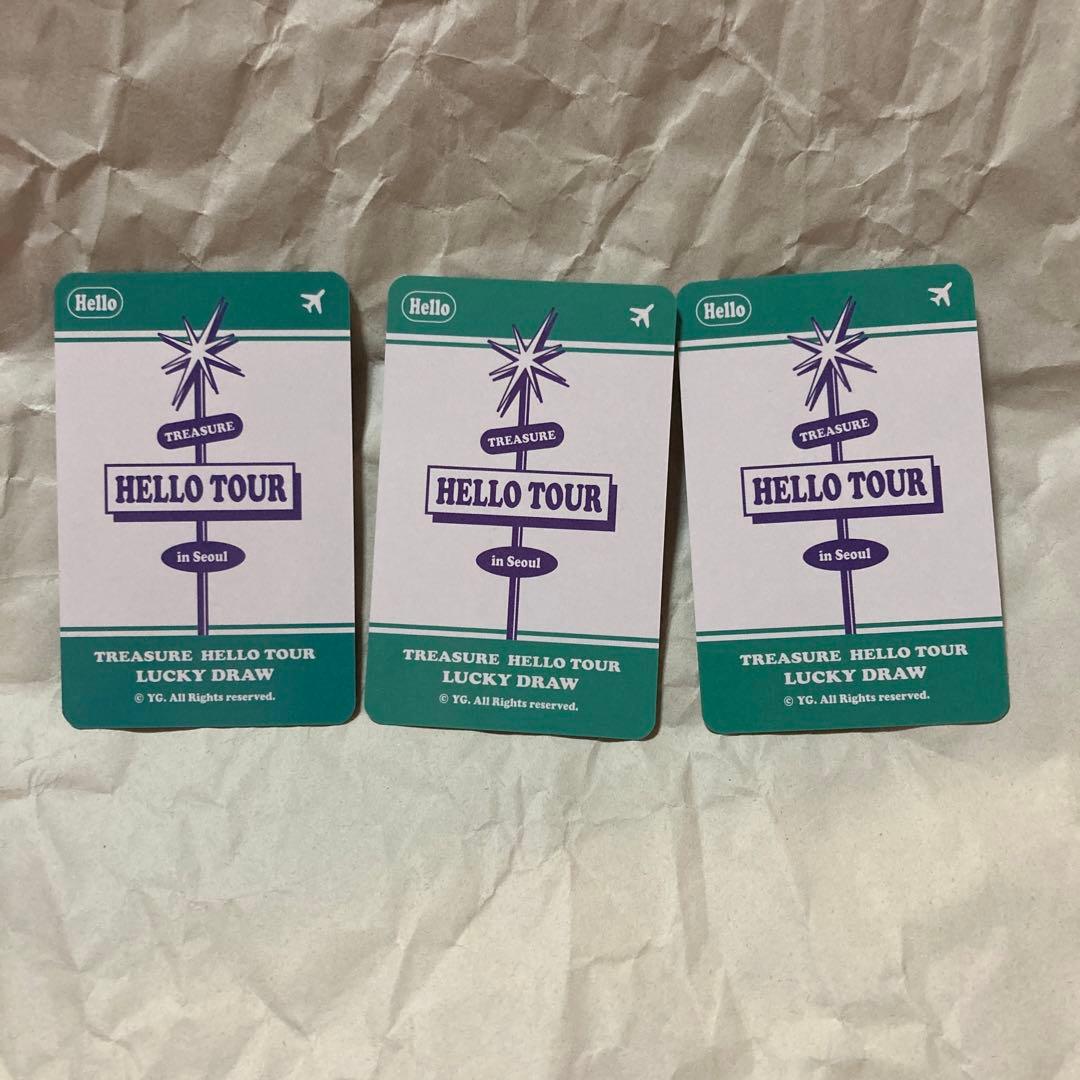 Hello
TREASURE
HELLO TOUR
in Seoul
TREASURE HELLO TOUR
LUCKY DRAW
© YG. All Rights reserved.
Hello
TREASURE
HELLO TOUR
in Seoul
TREASURE HELLO TOUR
LUCKY DRAW
© YG. All Rights reserved.
Hello
TREASURE
HELLO TOUR
in Seoul
TREASURE HELLO TOUR
LUCKY DRAW
© YG. All Rights reserved.